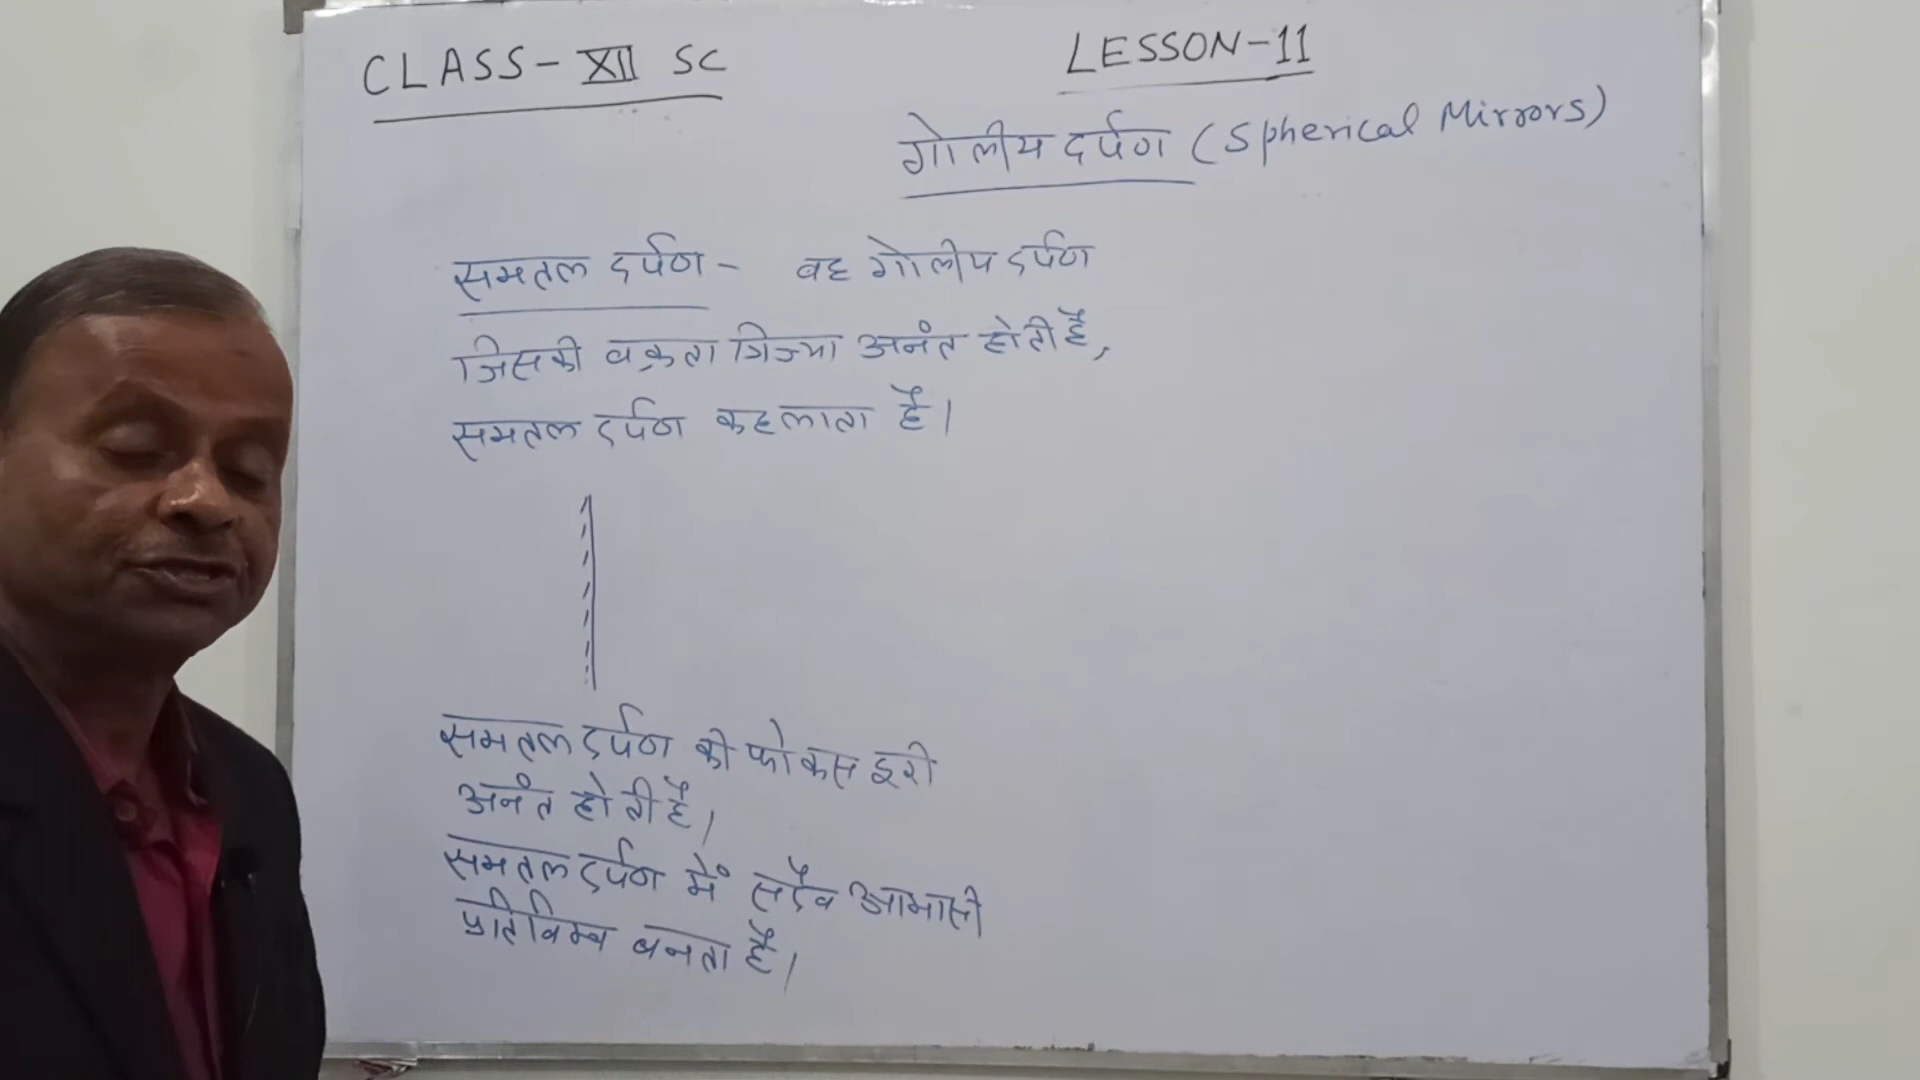 CLASS-XII SC
LESSON-11
गोलीय दर्पण (Spherical Mirrors)
समतल दर्पण - वह गोलीय दर्पण
जिसकी वक्रता त्रिज्या अनंत होती है,
समतल दर्पण कहलाता है।
समतल दर्पण की फोकस दूरी
अनंत होती है।
समतल दर्पण में सदैव आभासी
प्रतिविम्ब बनता है।